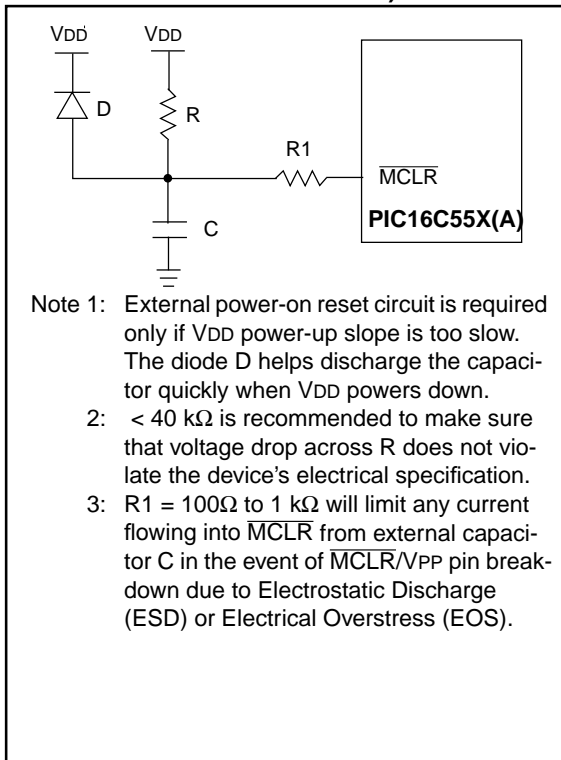 VDD VDD
D
R
R1
MCLR
PIC16C55X(A)
C
Note 1: External power-on reset circuit is required
only if VDD power-up slope is too slow.
The diode D helps discharge the capaci-
tor quickly when VDD powers down.
2: < 40 kΩ is recommended to make sure
that voltage drop across R does not vio-
late the device's electrical specification.
3: R1 = 100Ω to 1 kΩ will limit any current
flowing into MCLR from external capaci-
tor C in the event of MCLR/VPP pin break-
down due to Electrostatic Discharge
(ESD) or Electrical Overstress (EOS).